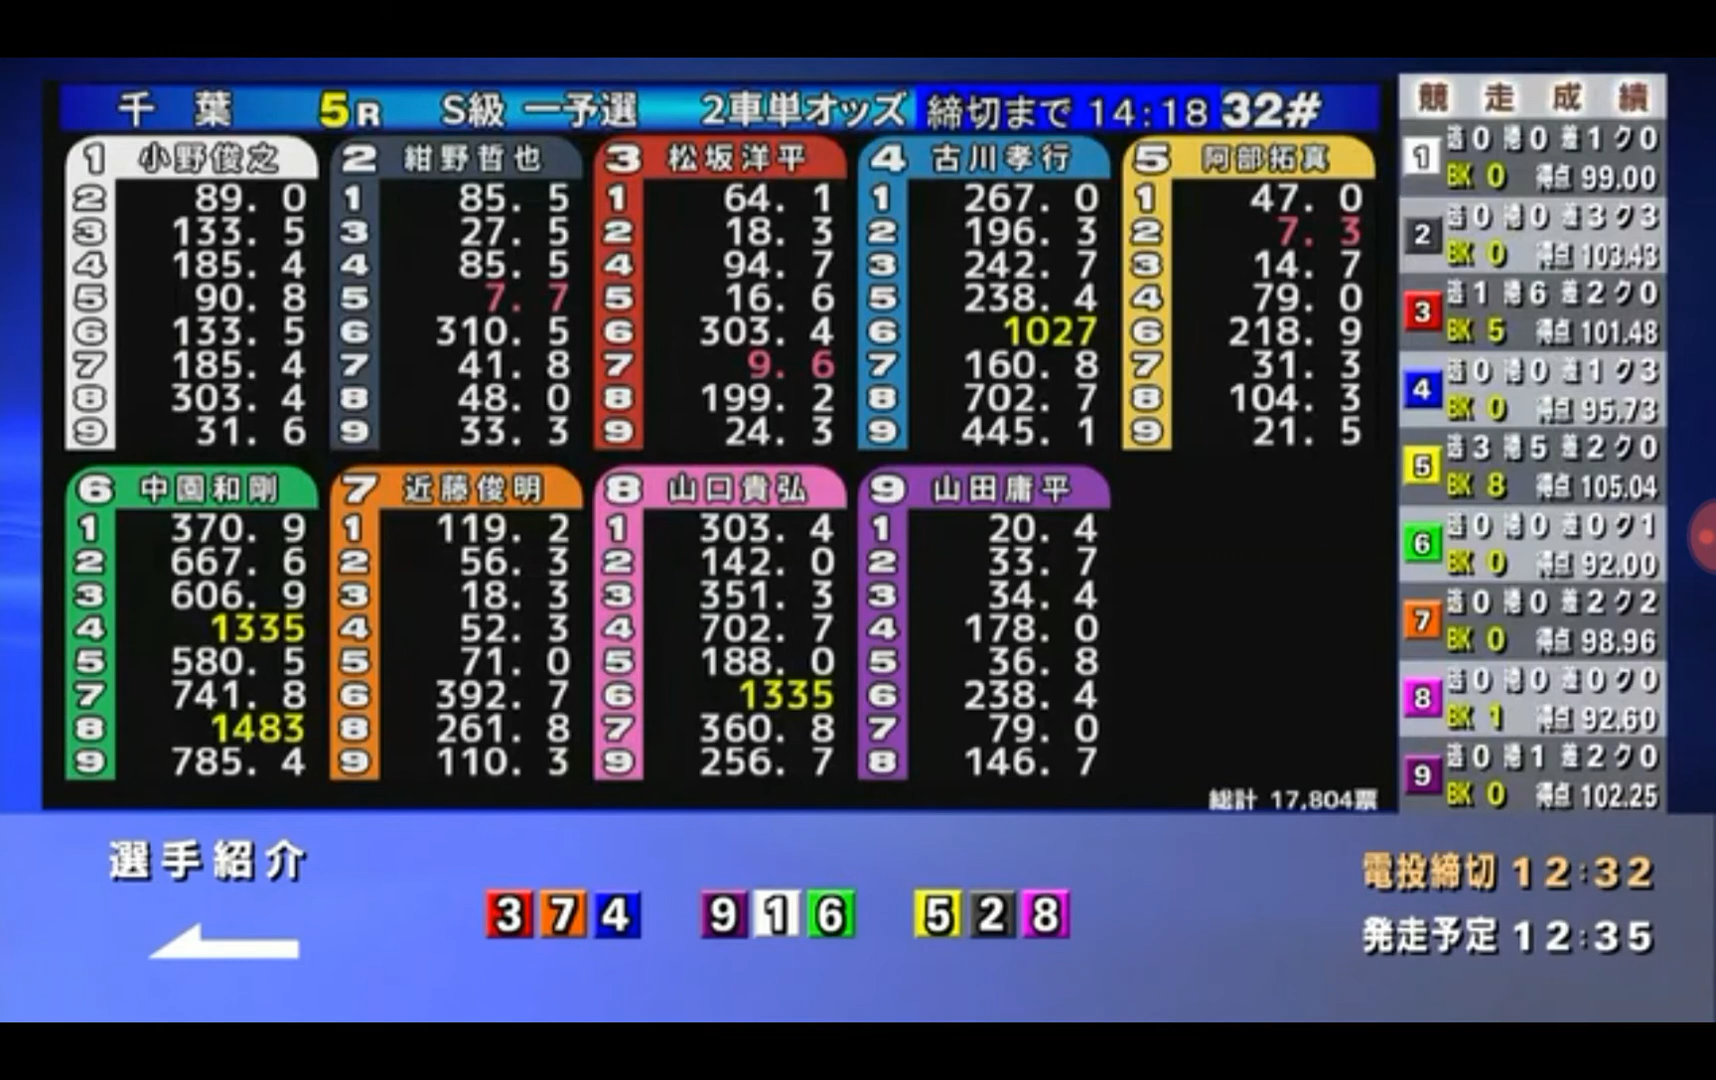 千葉 5R S級 一予選 2車単オッズ 締切まで 14:18 32#
1 小野俊之
2 89.0
3 133.5
4 185.4
5 90.8
6 133.5
7 185.4
8 303.4
9 31.6
2 紺野哲也
1 85.5
3 27.5
4 85.5
5 7.7
6 310.5
7 41.8
8 48.0
9 33.3
3 松坂洋平
1 64.1
2 18.3
4 94.7
5 16.6
6 303.4
7 9.6
8 199.2
9 24.3
4 古川孝行
1 267.0
2 196.3
3 242.7
5 238.4
6 1027
7 160.8
8 702.7
9 445.1
5 阿部拓真
1 47.0
2 7.3
3 14.7
4 79.0
6 218.9
7 31.3
8 104.3
9 21.5
6 中園和剛
1 370.9
2 667.6
3 606.9
4 1335
5 580.5
7 741.8
8 1483
9 785.4
7 近藤俊明
1 119.2
2 56.3
3 18.3
4 52.3
5 71.0
6 392.7
8 261.8
9 110.3
8 山口貴弘
1 303.4
2 142.0
3 351.3
4 702.7
5 188.0
6 1335
7 360.8
9 256.7
9 山田庸平
1 20.4
2 33.7
3 34.4
4 178.0
5 36.8
6 238.4
7 79.0
8 146.7
総計 17,804票
競走成績
1 逃0 捲0 差1 ク0
BK 0 得点 99.00
2 逃0 捲0 差3 ク3
BK 0 得点 103.43
3 逃1 捲6 差2 ク0
BK 5 得点 101.48
4 逃0 捲0 差1 ク3
BK 0 得点 95.73
5 逃3 捲5 差2 ク0
BK 8 得点 105.04
6 逃0 捲0 差0 ク1
BK 0 得点 92.00
7 逃0 捲0 差2 ク2
BK 0 得点 98.96
8 逃0 捲0 差0 ク0
BK 1 得点 92.60
9 逃0 捲1 差2 ク0
BK 0 得点 102.25
選手紹介
3 7 4 9 1 6 5 2 8
電投締切 12:32
発走予定 12:35